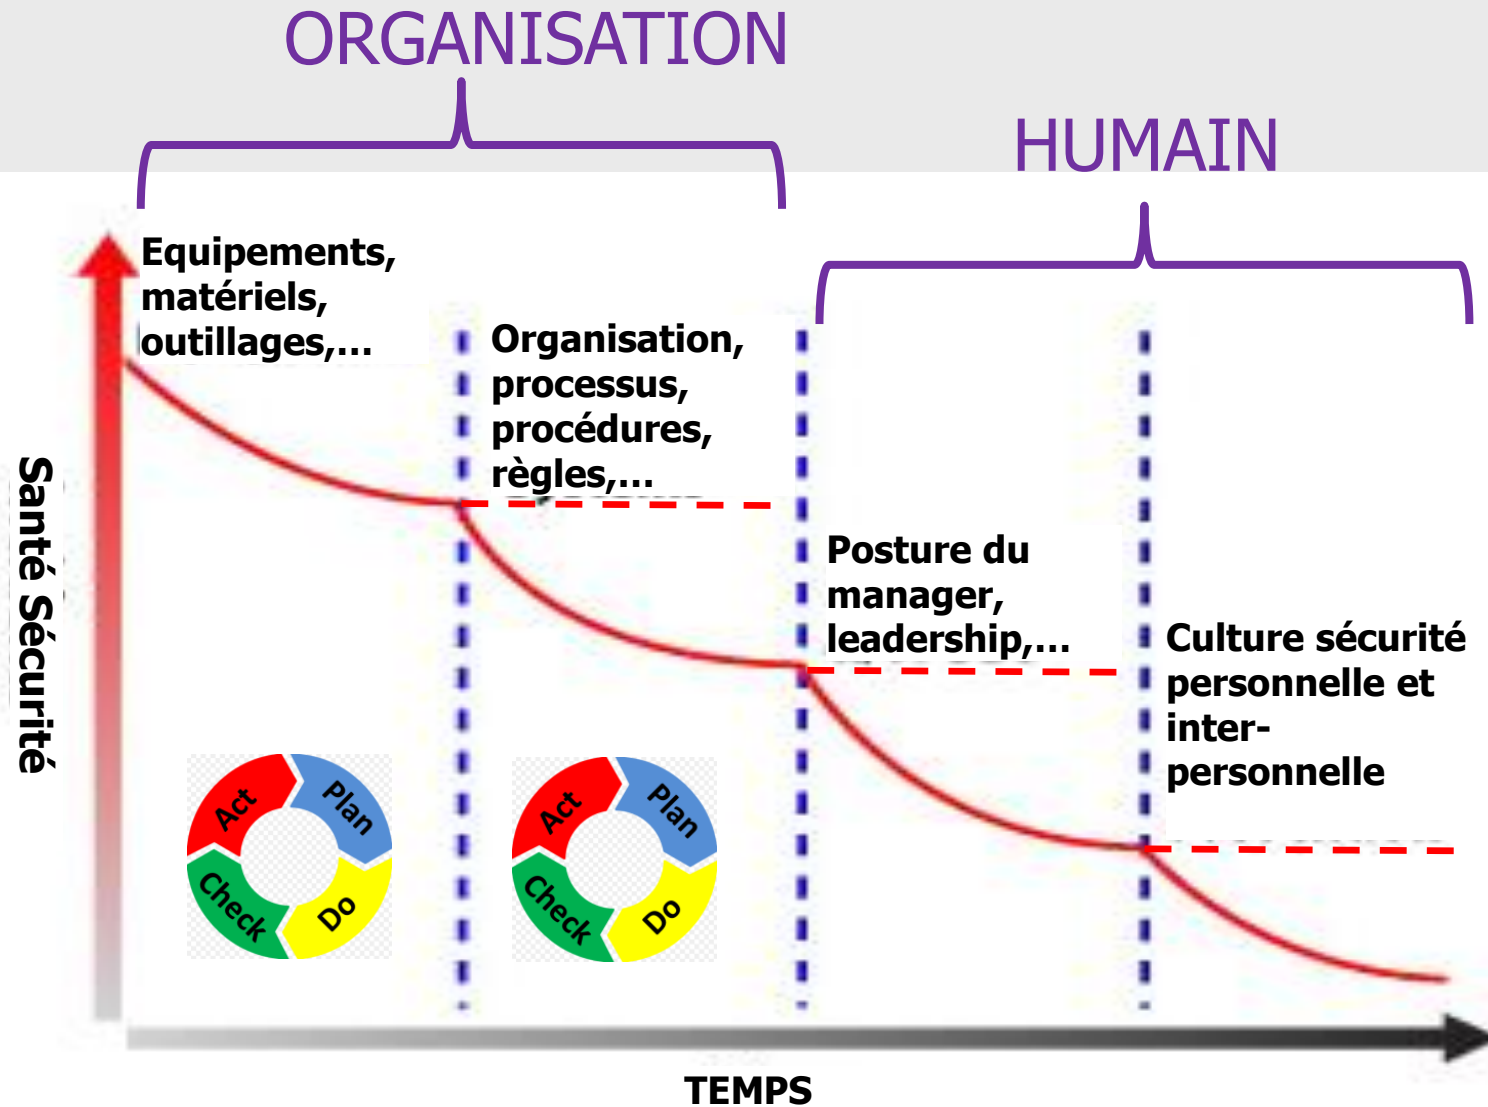 ORGANISATION
HUMAIN
Equipements,
matériels,
outillages,...
Organisation,
processus,
procédures,
règles,...
Posture du
manager,
leadership,...
Culture sécurité
personnelle et
inter-
personnelle
Santé Sécurité
Act
Plan
Check
Do
Act
Plan
Check
Do
TEMPS